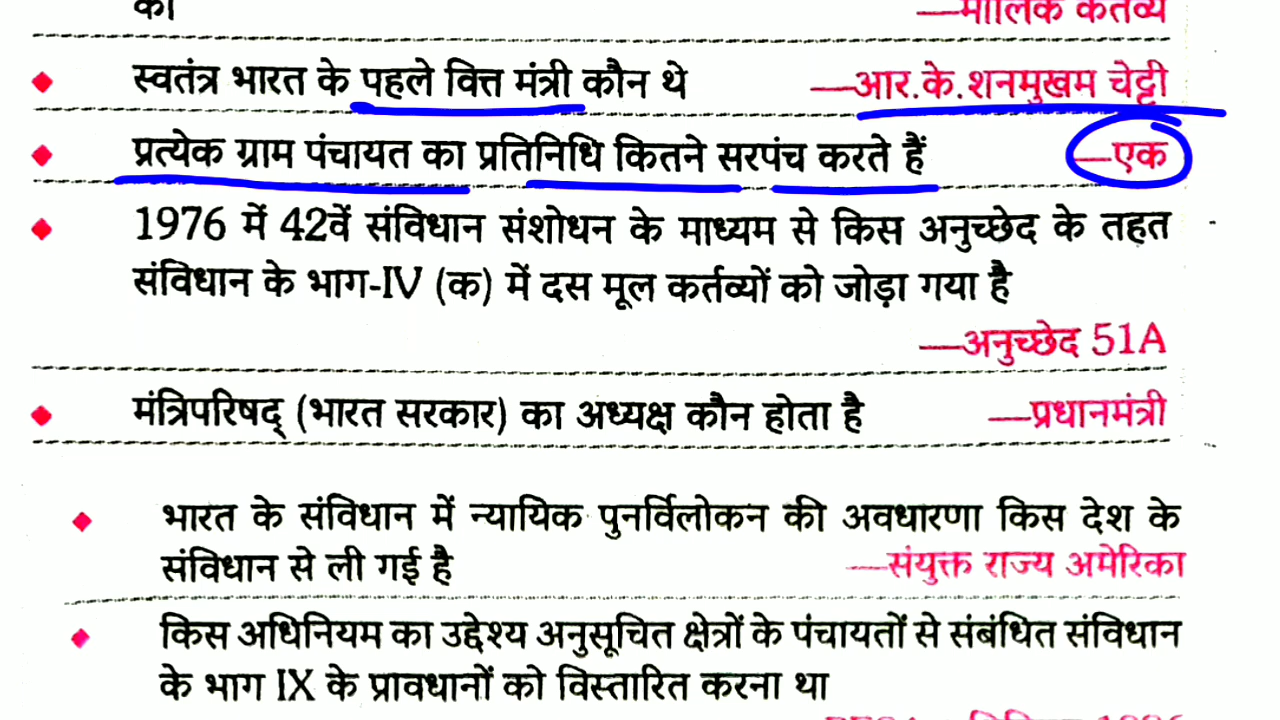 को —मौलिक कर्तव्य
स्वतंत्र भारत के पहले वित्त मंत्री कौन थे —आर.के.शनमुखम चेट्टी
प्रत्येक ग्राम पंचायत का प्रतिनिधि कितने सरपंच करते हैं —एक
1976 में 42वें संविधान संशोधन के माध्यम से किस अनुच्छेद के तहत
संविधान के भाग-IV (क) में दस मूल कर्तव्यों को जोड़ा गया है
—अनुच्छेद 51A
मंत्रिपरिषद् (भारत सरकार) का अध्यक्ष कौन होता है —प्रधानमंत्री
भारत के संविधान में न्यायिक पुनर्विलोकन की अवधारणा किस देश के
संविधान से ली गई है —संयुक्त राज्य अमेरिका
किस अधिनियम का उद्देश्य अनुसूचित क्षेत्रों के पंचायतों से संबंधित संविधान
के भाग IX के प्रावधानों को विस्तारित करना था